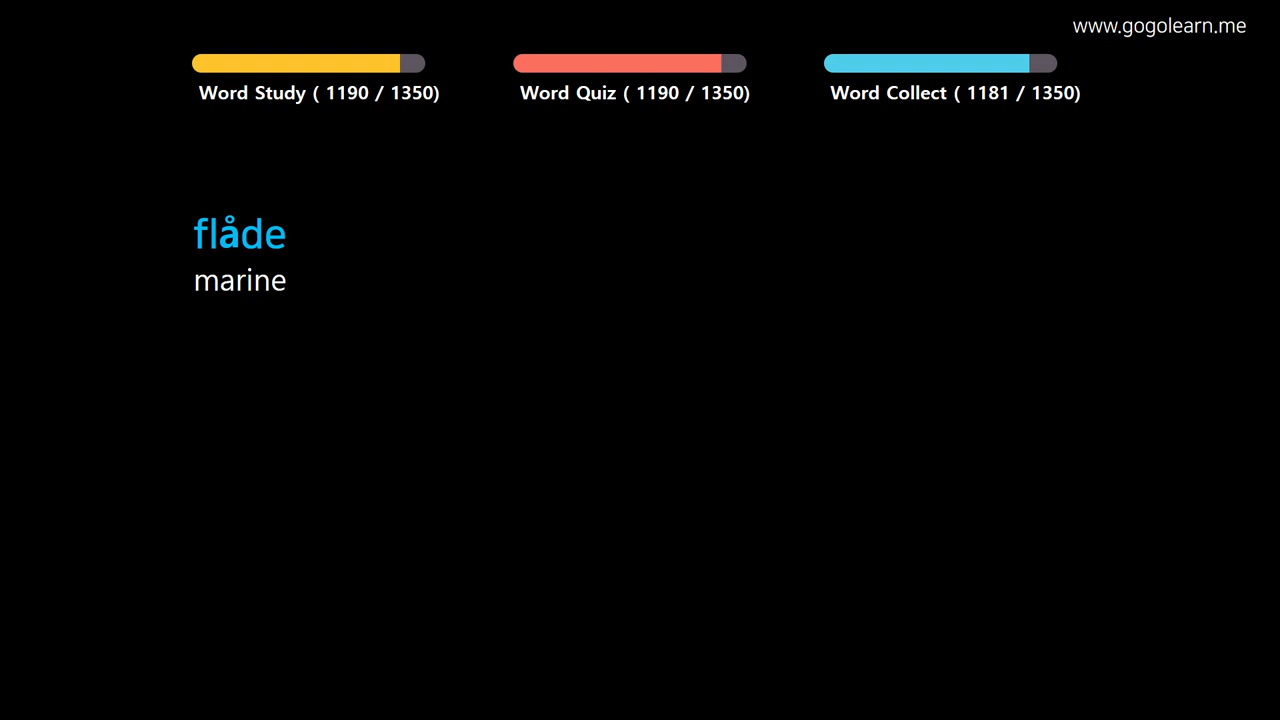 www.gogolearn.me
Word Study ( 1190 / 1350)
Word Quiz ( 1190 / 1350)
Word Collect ( 1181 / 1350)
flåde
marine